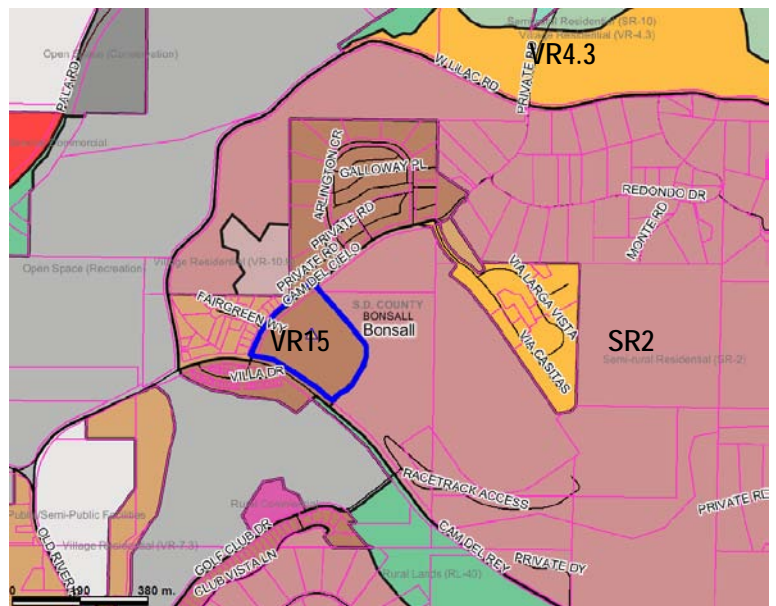 Semi-rural Residential (SR-10)
Village Residential (VR-4.3)
VR4.3
Open Space (Conservation)
PALA RD
W LILAC RD
PRIVATE RD
Commercial
ARLINGTON CR
GALLOWAY PL
REDONDO DR
MONTE RD
PRIVATE RD
PRIVATE RD
CAM DEL CIELO
Open Space (Recreation)
Village Residential (VR-10.
VIA LARGA VISTA
S.D. COUNTY
BONSALL
Bonsall
FAIRGREEN WY
VR15
SR2
Semi-rural Residential (SR-2)
VIA CASITAS
VILLA DR
RACETRACK ACCESS
PRIVATE RD
Public/Semi-Public Facilities
Village Residential (VR-7.3)
OLD RIVER
GOLF CLUB DR
CLUB VISTA LN
CAM DEL REY
PRIVATE DY
Rural Lands (RL-40)
0 190 380 m.